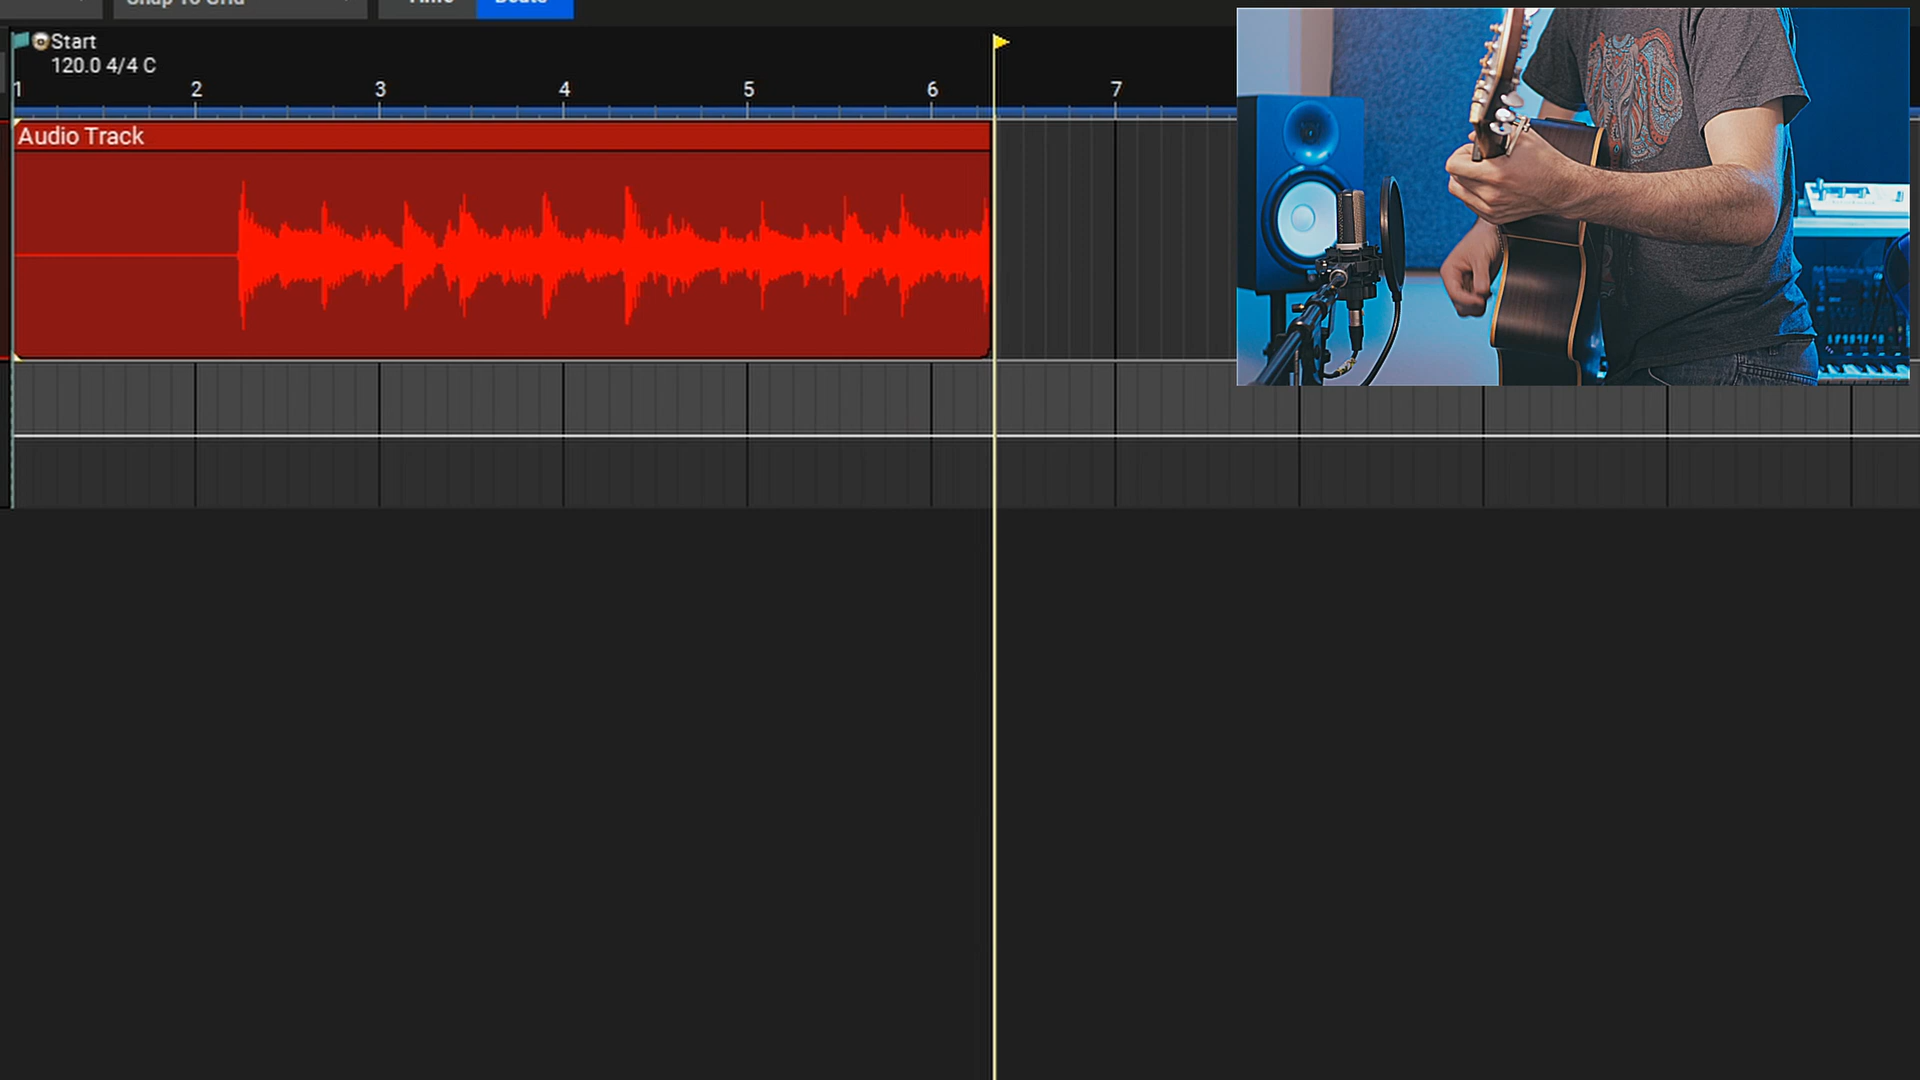 Snap To Grid
Time
Beats
Start
120.0 4/4 C
1 2 3 4 5 6 7
Audio Track